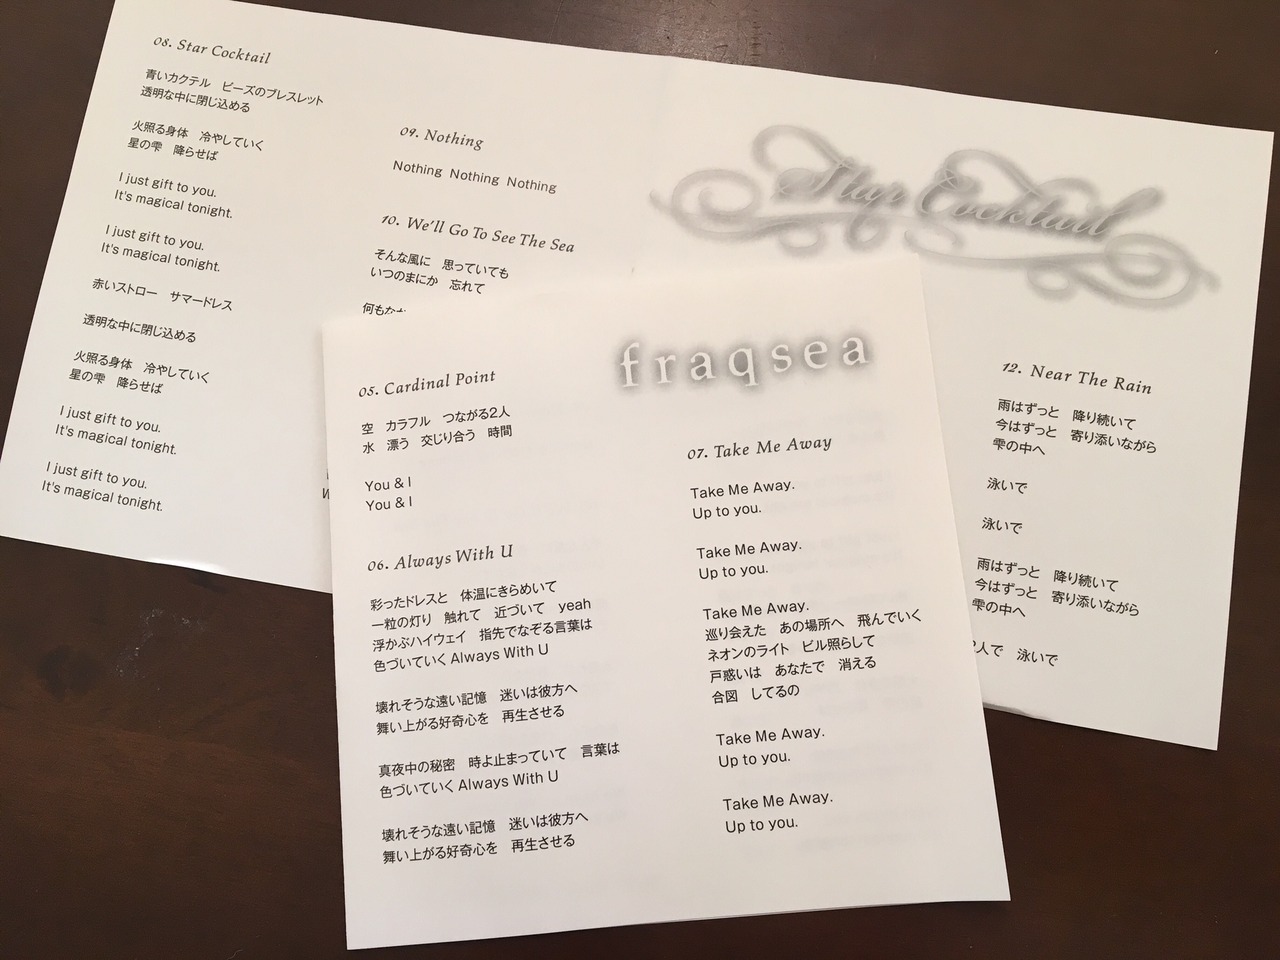 08. Star Cocktail
青いカクテル　ビーズのブレスレット
透明な中に閉じ込める
火照る身体　冷やしていく
星の雫　降らせば
I just gift to you.
It's magical tonight.
I just gift to you.
It's magical tonight.
赤いストロー　サマードレス
透明な中に閉じ込める
火照る身体　冷やしていく
星の雫　降らせば
I just gift to you.
It's magical tonight.
I just gift to you.
It's magical tonight.
09. Nothing
Nothing Nothing Nothing
10. We'll Go To See The Sea
そんな風に　思っていても
いつのまにか　忘れて
何も
Star Cocktail
12. Near The Rain
雨はずっと　降り続いて
今はずっと　寄り添いながら
雫の中へ
泳いで
泳いで
雨はずっと　降り続いて
今はずっと　寄り添いながら
雫の中へ
人で　泳いで
fraqsea
05. Cardinal Point
空　カラフル　つながる2人
水　漂う　交じり合う　時間
You & I
You & I
06. Always With U
彩ったドレスと　体温にきらめいて
一粒の灯り　触れて　近づいて　yeah
浮かぶハイウェイ　指先でなぞる言葉は
色づいていく Always With U
壊れそうな遠い記憶　迷いは彼方へ
舞い上がる好奇心を　再生させる
真夜中の秘密　時よ止まっていて　言葉は
色づいていく Always With U
壊れそうな遠い記憶　迷いは彼方へ
舞い上がる好奇心を　再生させる
07. Take Me Away
Take Me Away.
Up to you.
Take Me Away.
Up to you.
Take Me Away.
巡り会えた　あの場所へ　飛んでいく
ネオンのライト　ビル照らして
戸惑いは　あなたで　消える
合図　してるの
Take Me Away.
Up to you.
Take Me Away.
Up to you.